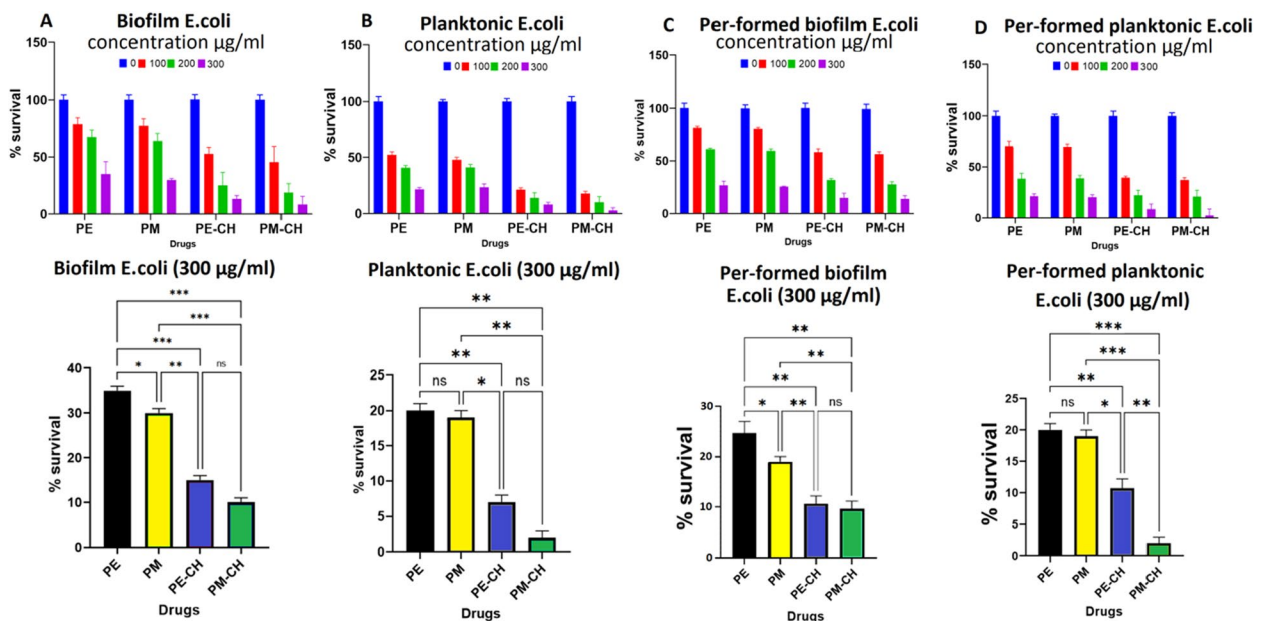 A Biofilm E.coli
concentration µg/ml
0 100 200 300
150
100
50
0
% survival
PE PM PE-CH PM-CH
Drugs
B Planktonic E.coli
concentration µg/ml
0 100 200 300
150
100
50
0
% survival
PE PM PE-CH PM-CH
Drugs
C Per-formed biofilm E.coli
concentration µg/ml
0 100 200 300
150
100
50
0
% survival
PE PM PE-CH PM-CH
Drugs
D Per-formed planktonic E.coli
concentration µg/ml
0 100 200 300
150
100
50
0
% survival
PE PM PE-CH PM-CH
Drugs
Biofilm E.coli (300 µg/ml)
***
***
***
* ** ns
40
30
20
10
0
% survival
PE PM PE-CH PM-CH
Drugs
Planktonic E.coli (300 µg/ml)
**
**
**
ns * ns
25
20
15
10
5
0
% survival
PE PM PE-CH PM-CH
Drugs
Per-formed biofilm
E.coli (300 µg/ml)
**
**
**
* ** ns
30
20
10
0
% survival
PE PM PE-CH PM-CH
Drugs
Per-formed planktonic
E.coli (300 µg/ml)
***
***
**
ns * **
25
20
15
10
5
0
% survival
PE PM PE-CH PM-CH
Drugs